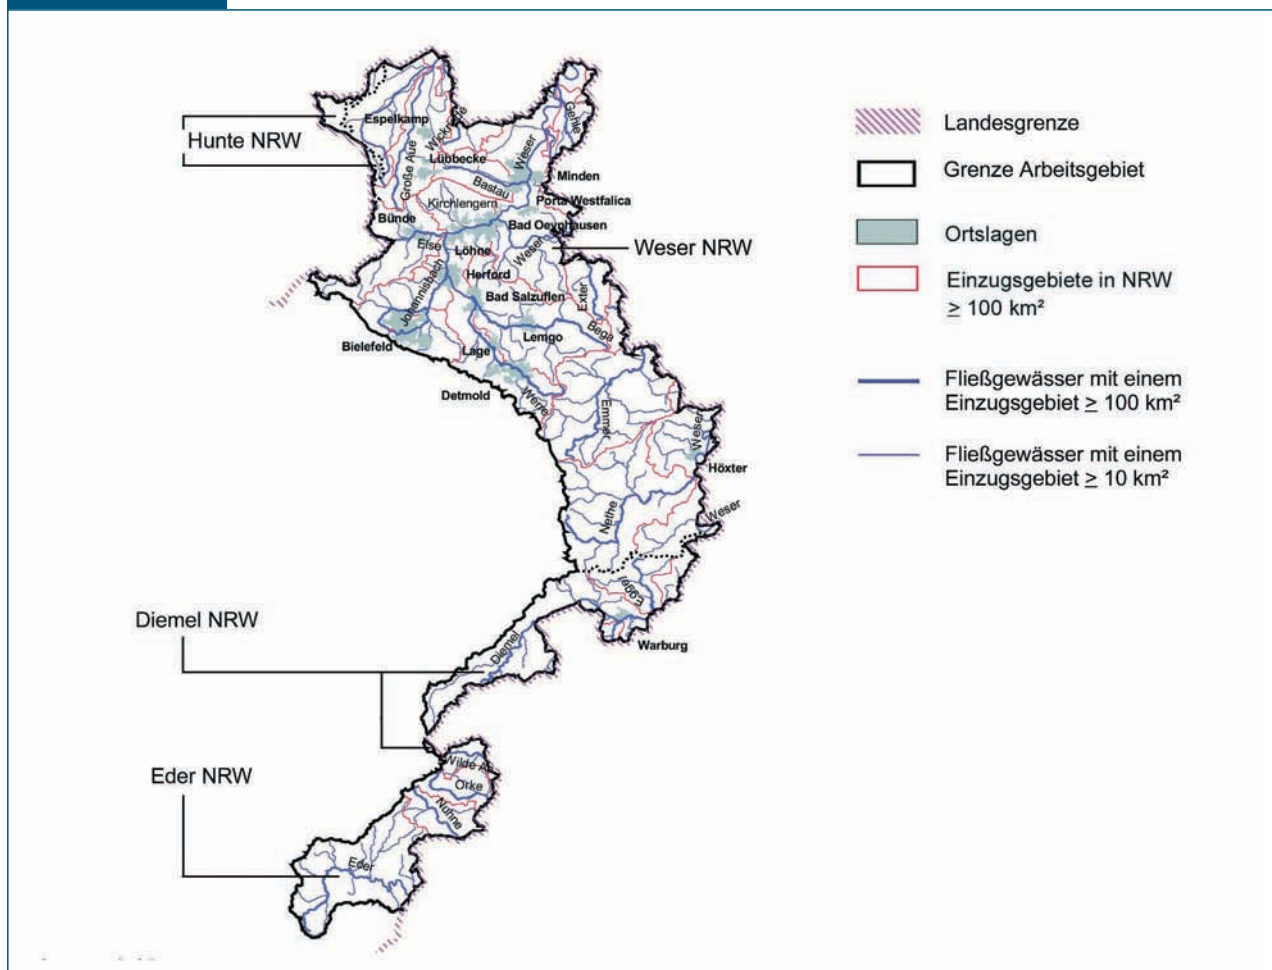 Hunte NRW
Espelkamp
Wickriede
Gehle
Große Aue
Lübbecke
Weser
Minden
Bastau
Kirchlengern
Porta Westfalica
Bünde
Bad Oeynhausen
Else
Löhne
Weser
Weser NRW
Herford
Johannisbach
Bad Salzuflen
Exter
Bega
Bielefeld
Lage
Lemgo
Detmold
Werre
Emmer
Weser
Höxter
Nethe
Weser
Eggel
Warburg
Diemel NRW
Diemel
Eder NRW
Orke
Nuhne
Eder
Landesgrenze
Grenze Arbeitsgebiet
Ortslagen
Einzugsgebiete in NRW
≥ 100 km²
Fließgewässer mit einem
Einzugsgebiet ≥ 100 km²
Fließgewässer mit einem
Einzugsgebiet ≥ 10 km²